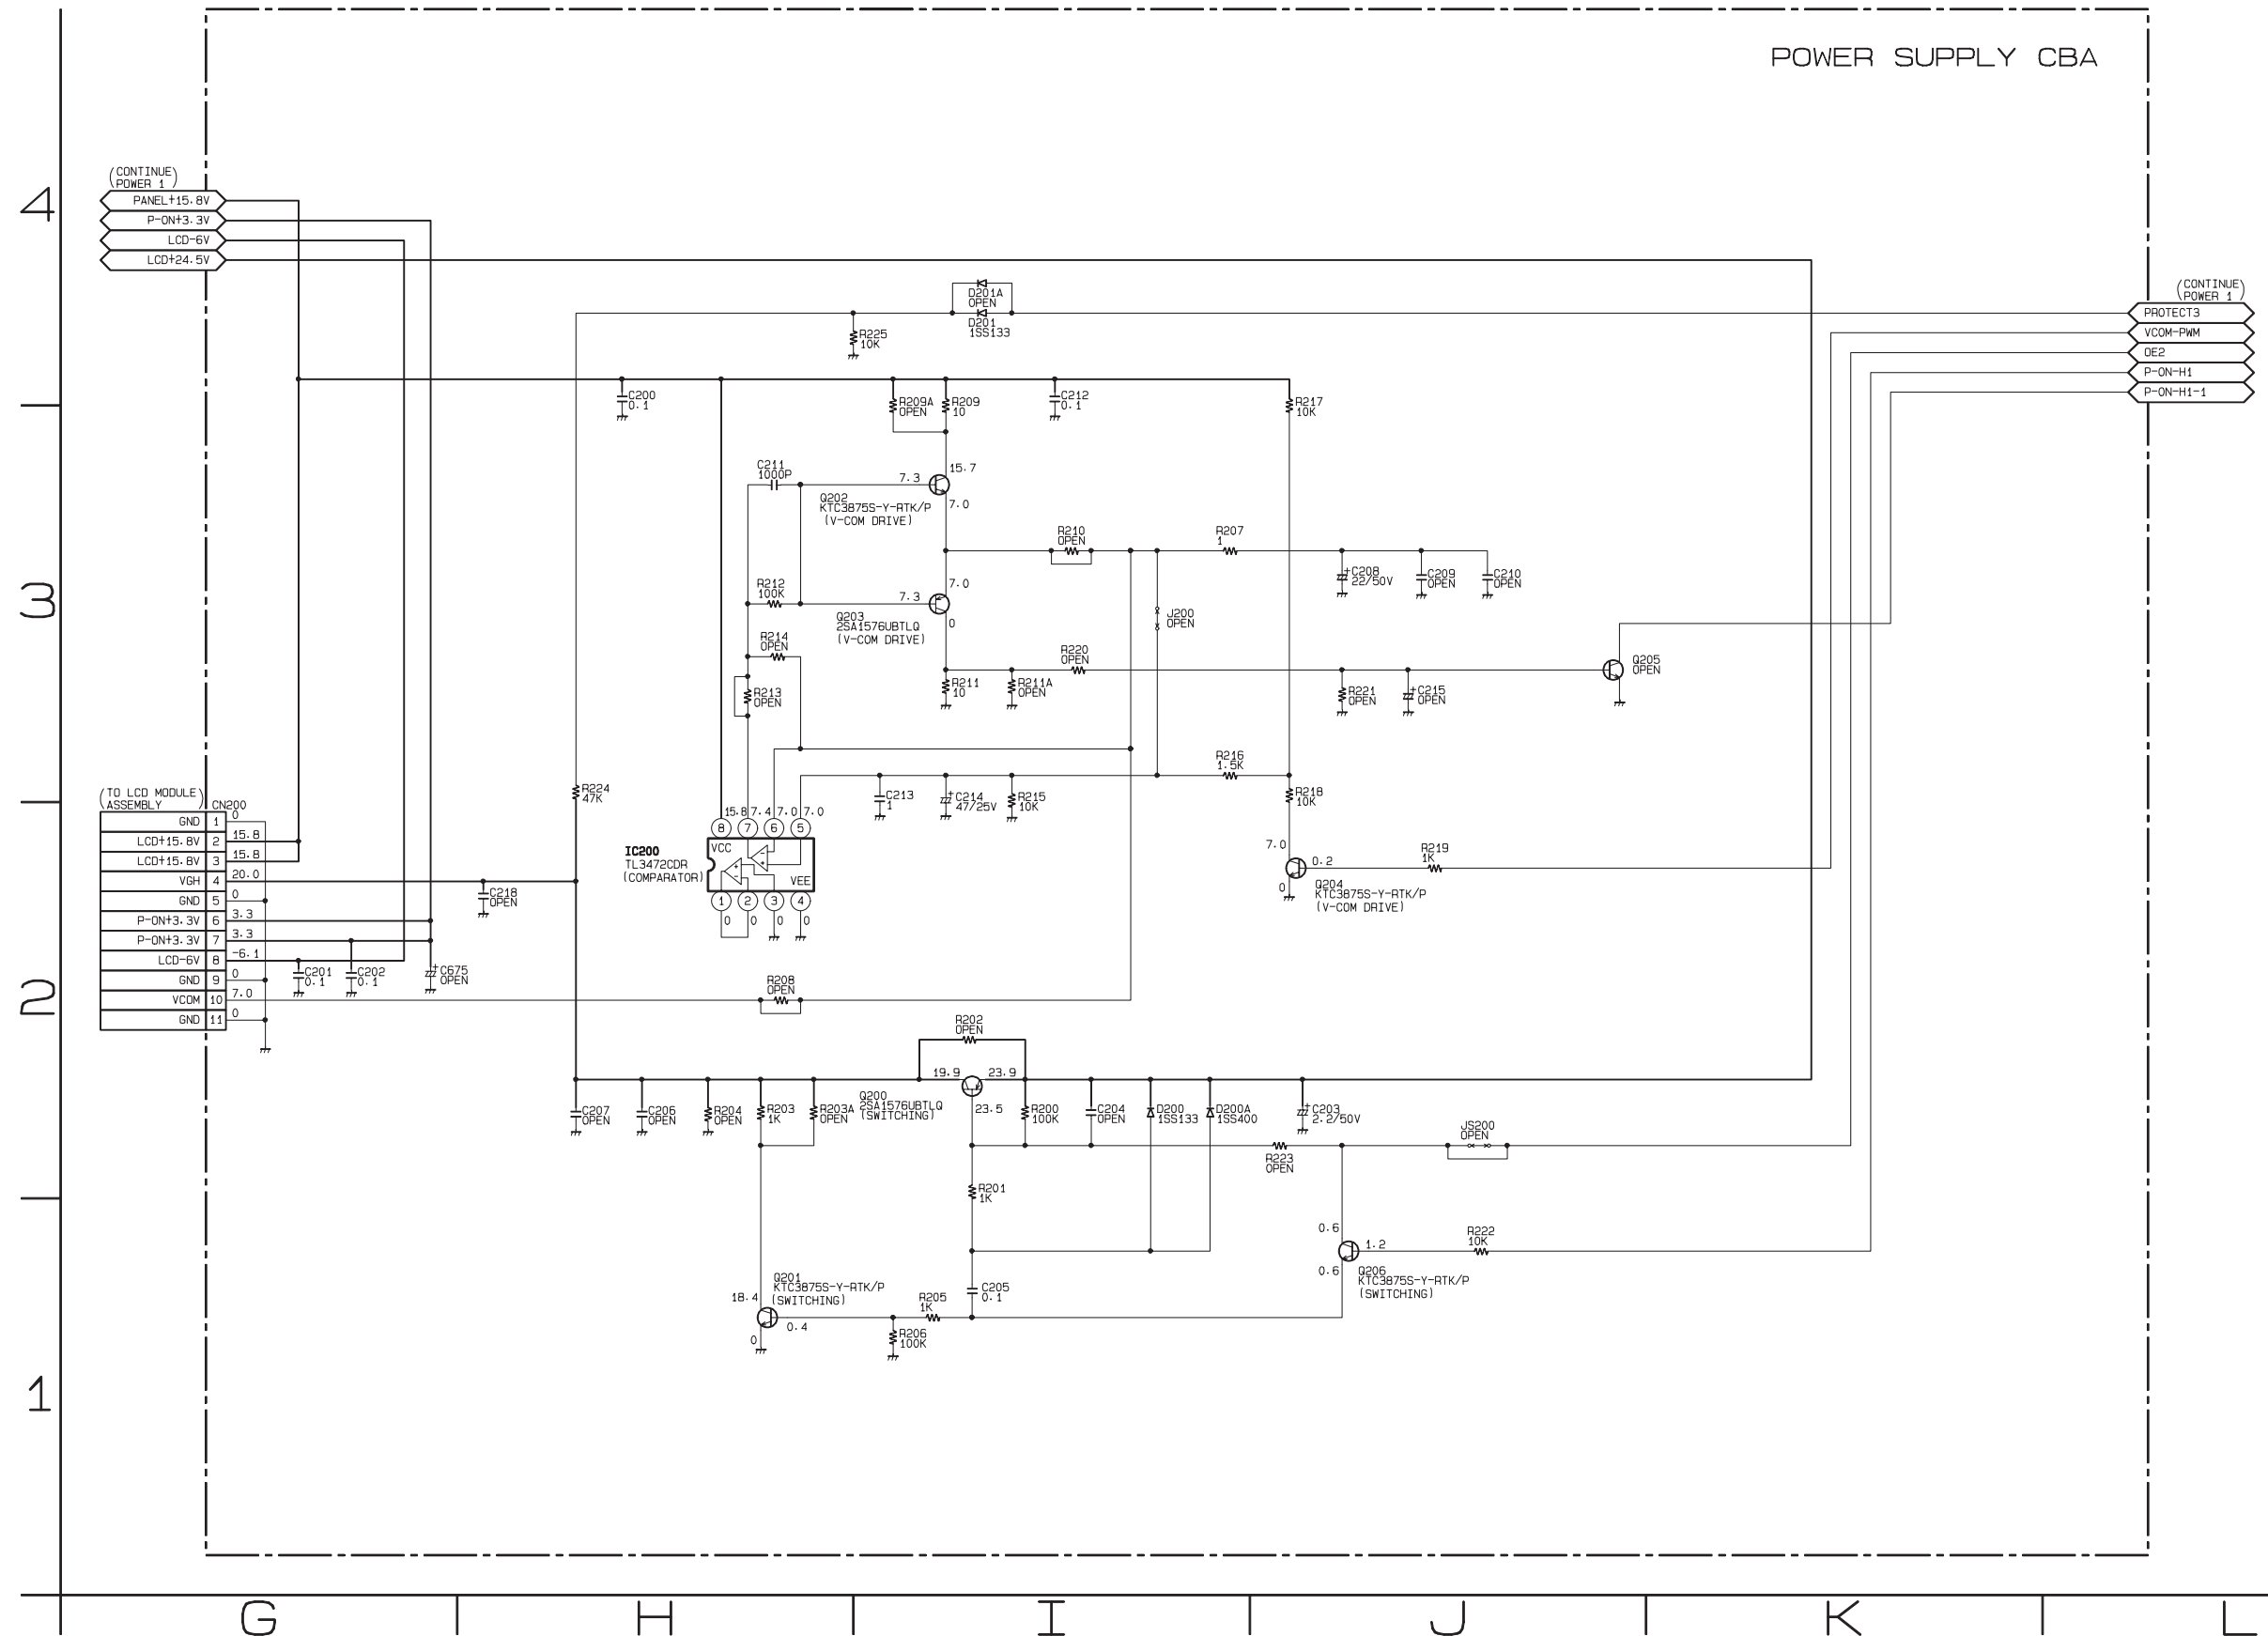 POWER SUPPLY CBA
(CONTINUE)
(POWER 1)
PANEL+15.8V
P-ON+3.3V
LCD-6V
LCD+24.5V
4
D201A
OPEN
D201
1SS133
R225
10K
(CONTINUE)
(POWER 1)
PROTECT3
VCOM-PWM
OE2
P-ON-H1
P-ON-H1-1
C200
0.1
R209A
OPEN
R209
10
C212
0.1
R217
10K
C211
1000P
7.3
15.7
7.0
Q202
KTC3875S-Y-RTK/P
(V-COM DRIVE)
R210
OPEN
R207
1
3
R212
100K
7.3
7.0
0
Q203
2SA1576UBTLQ
(V-COM DRIVE)
C208
+
22/50V
C209
OPEN
C210
OPEN
J200
OPEN
R214
OPEN
R213
OPEN
R220
OPEN
R211
10
R211A
OPEN
R221
OPEN
+
C215
OPEN
Q205
OPEN
R224
47K
R216
1.5K
C213
1
+
C214
47/25V
R215
10K
R218
10K
(TO LCD MODULE)
(ASSEMBLY)
CN200
GND 1 0
LCD+15.8V 2 15.8
LCD+15.8V 3 15.8
VGH 4 20.0
GND 5 0
P-ON+3.3V 6 3.3
P-ON+3.3V 7 3.3
LCD-6V 8 -6.1
GND 9 0
VCOM 10 7.0
GND 11 0
15.8 7.4 7.0 7.0
8 7 6 5
IC200
TL3472CDR
(COMPARATOR)
VCC
VEE
1 2 3 4
0 0 0 0
7.0
0.2
0
R219
1K
Q204
KTC3875S-Y-RTK/P
(V-COM DRIVE)
C218
OPEN
2
C201
0.1
C202
0.1
+
C675
OPEN
R208
OPEN
R202
OPEN
19.9
23.9
23.5
C207
OPEN
C206
OPEN
R204
OPEN
R203
1K
R203A
OPEN
Q200
2SA1576UBTLQ
(SWITCHING)
R200
100K
C204
OPEN
D200
1SS133
D200A
1SS400
+
C203
2.2/50V
JS200
OPEN
R223
OPEN
R201
1K
0.6
1.2
0.6
R222
10K
Q206
KTC3875S-Y-RTK/P
(SWITCHING)
Q201
KTC3875S-Y-RTK/P
(SWITCHING)
18.4
0.4
0
R205
1K
C205
0.1
R206
100K
1
G H I J K L